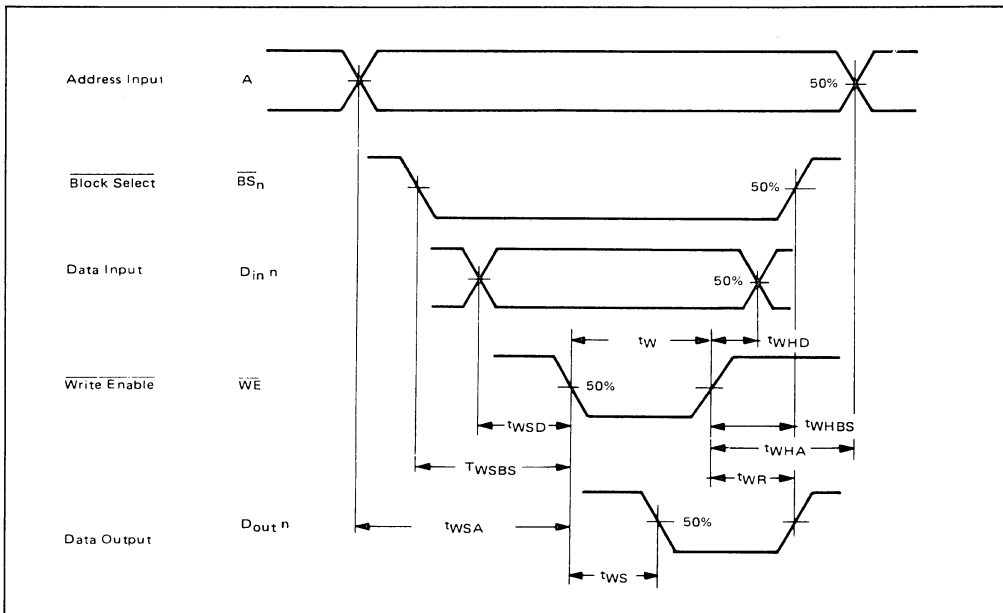 Address Input A 50%
Block Select BSn 50%
Data Input Din n 50%
tW tWHD
Write Enable WE 50%
tWSD tWHBS
TWSBS tWHA
tWR
Data Output Dout n tWSA 50%
tWS